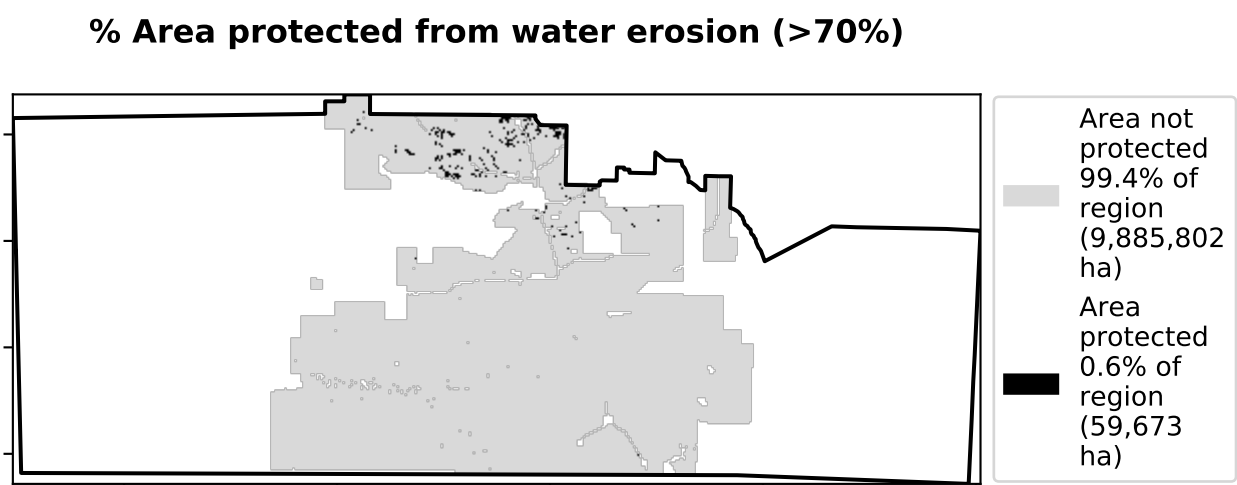 % Area protected from water erosion (>70%)
Area not
protected
99.4% of
region
(9,885,802
ha)
Area
protected
0.6% of
region
(59,673
ha)